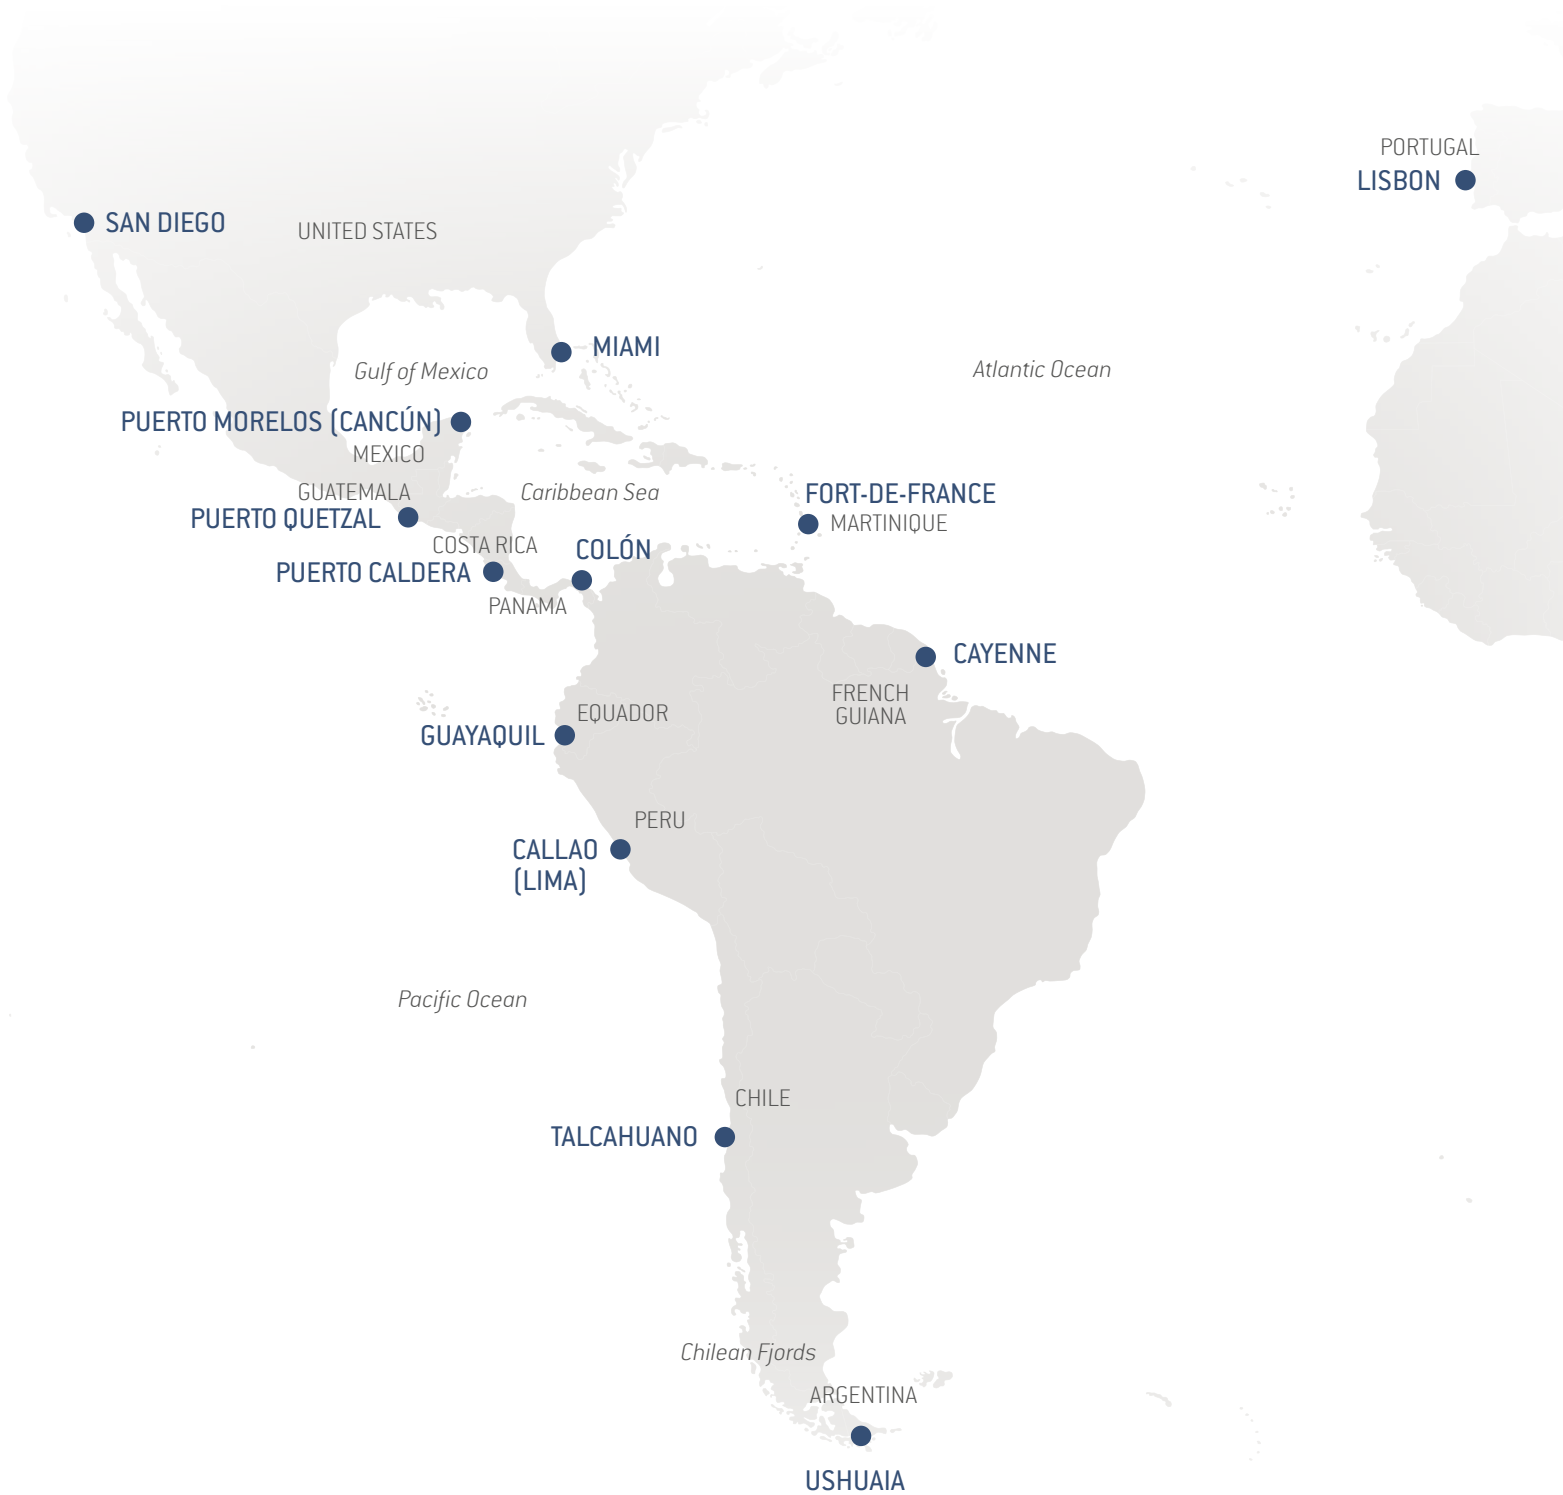 PORTUGAL
LISBON
SAN DIEGO
UNITED STATES
MIAMI
Gulf of Mexico
Atlantic Ocean
PUERTO MORELOS (CANCÚN)
MEXICO
GUATEMALA
Caribbean Sea
FORT-DE-FRANCE
PUERTO QUETZAL
MARTINIQUE
COSTA RICA
COLÓN
PUERTO CALDERA
PANAMA
CAYENNE
FRENCH
GUIANA
EQUADOR
GUAYAQUIL
PERU
CALLAO
(LIMA)
Pacific Ocean
CHILE
TALCAHUANO
Chilean Fjords
ARGENTINA
USHUAIA